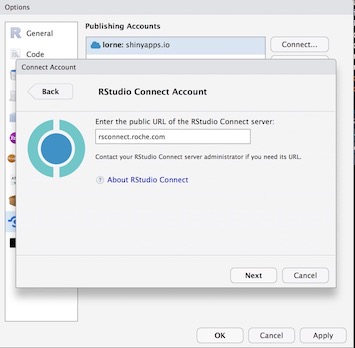 Options
General
Code
Publishing Accounts
lorne: shinyapps.io
Connect...
Connect Account
Back
RStudio Connect Account
Enter the public URL of the RStudio Connect server:
rsconnect.roche.com
Contact your RStudio Connect server administrator if you need its URL.
? About RStudio Connect
Next
Cancel
OK
Cancel
Apply